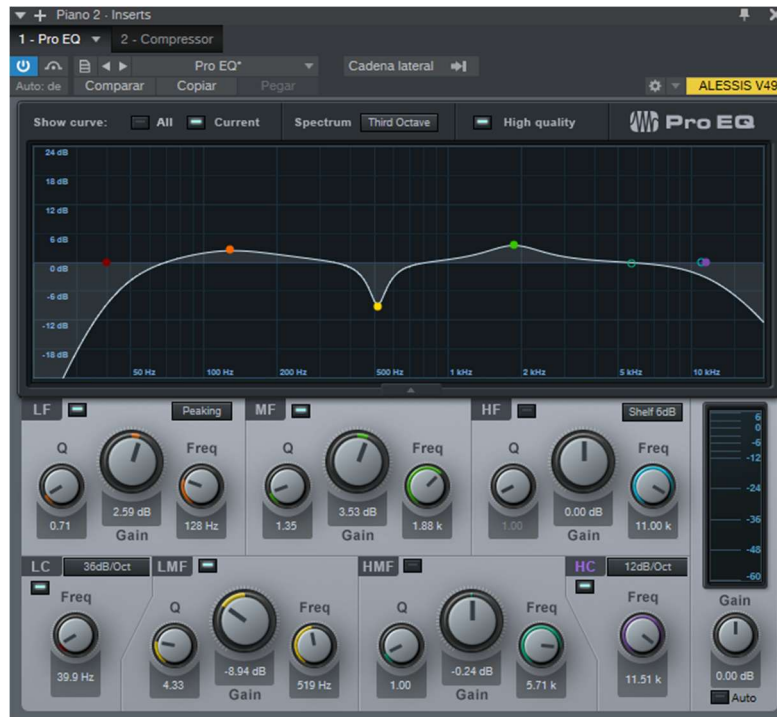 Piano 2 · Inserts
1 - Pro EQ 2 - Compressor
Pro EQ* Cadena lateral
Auto: de Comparar Copiar Pegar ALESSIS V49
Show curve: All Current Spectrum Third Octave High quality Pro EQ
24 dB
18 dB
12 dB
6 dB
0 dB
-6 dB
-12 dB
-18 dB
50 Hz 100 Hz 200 Hz 500 Hz 1 kHz 2 kHz 5 kHz 10 kHz
LF Peaking MF HF Shelf 6dB
Q Freq Q Freq Q Freq
0.71 2.59 dB 128 Hz 1.35 3.53 dB 1.88 k 1.00 0.00 dB 11.00 k
Gain Gain Gain
6
0
-6
-12
-24
-36
-48
-60
LC 36dB/Oct LMF HMF HC 12dB/Oct
Freq Q Freq Q Freq Freq Gain
39.9 Hz 4.33 -8.94 dB 519 Hz 1.00 -0.24 dB 5.71 k 11.51 k 0.00 dB
Gain Gain Auto